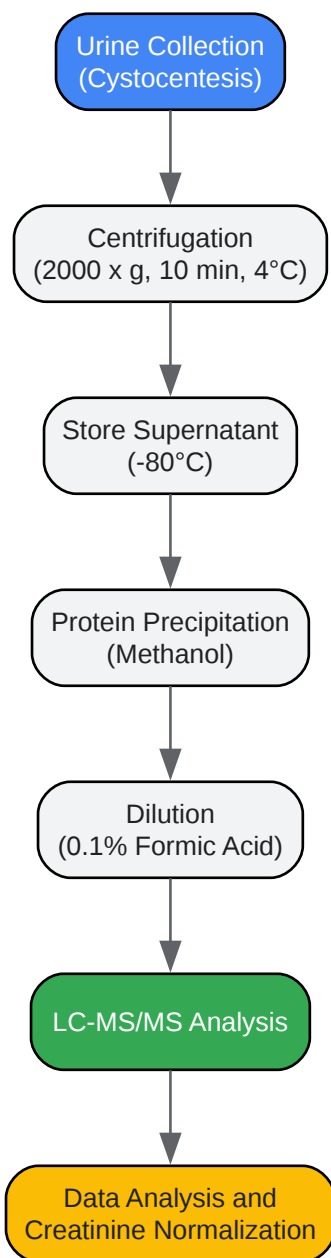 Urine Collection
(Cystocentesis)
Centrifugation
(2000 x g, 10 min, 4°C)
Store Supernatant
(-80°C)
Protein Precipitation
(Methanol)
Dilution
(0.1% Formic Acid)
LC-MS/MS Analysis
Data Analysis and
Creatinine Normalization